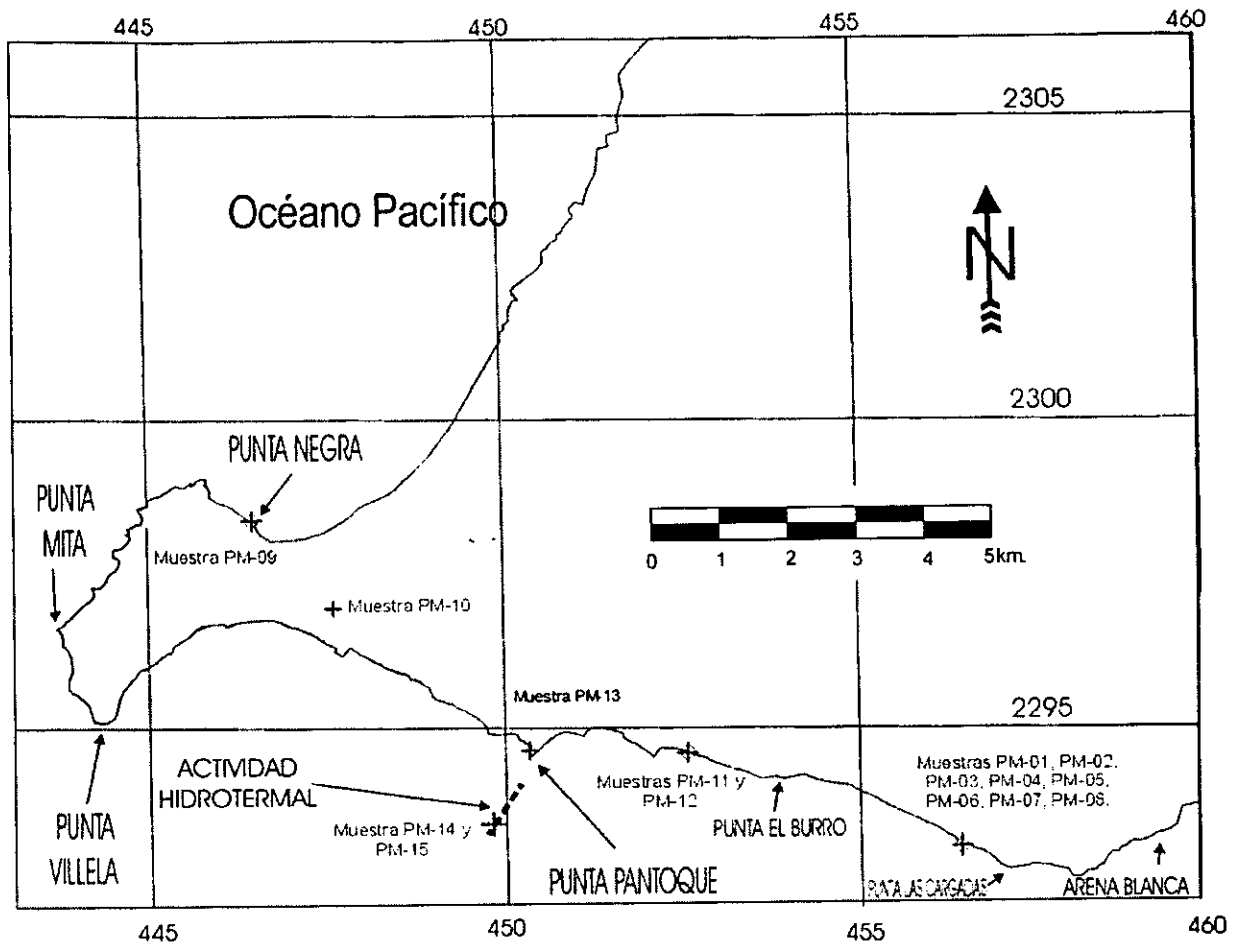 445 450 455 460
2305
Océano Pacífico
N
2300
PUNTA NEGRA
PUNTA
MITA
0 1 2 3 4 5km.
Muestra PM-09
Muestra PM-10
Muestra PM-13
2295
ACTIVIDAD
HIDROTERMAL
Muestras PM-11 y
PM-12
Muestras PM-01, PM-02,
PM-03, PM-04, PM-05,
PM-06, PM-07, PM-08.
Muestra PM-14 y
PM-15
PUNTA EL BURRO
PUNTA
VILLELA
PUNTA PANTOQUE
PUNTA LAS CARGADAS
ARENA BLANCA
445 450 455 460